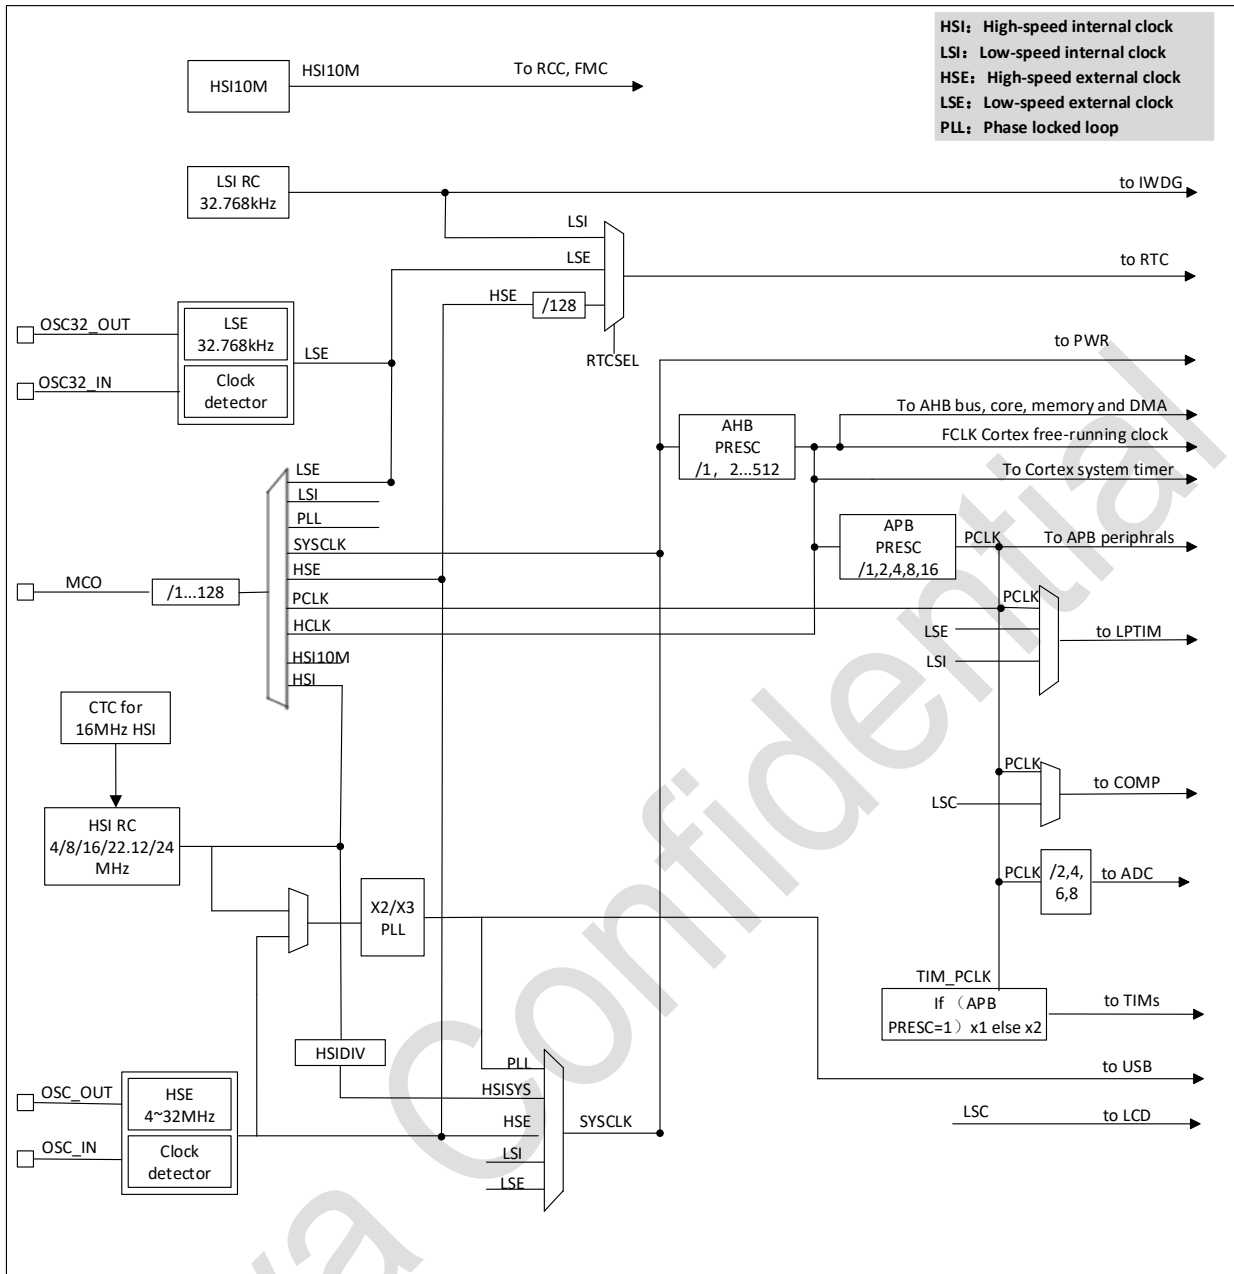 HSI：High-speed internal clock
LSI：Low-speed internal clock
HSE：High-speed external clock
LSE：Low-speed external clock
PLL：Phase locked loop
HSI10M
HSI10M
To RCC, FMC
LSI RC
32.768kHz
to IWDG
LSI
LSE
HSE
/128
to RTC
RTCSEL
OSC32_OUT
OSC32_IN
LSE
32.768kHz
Clock
detector
LSE
to PWR
AHB
PRESC
/1， 2...512
To AHB bus, core, memory and DMA
FCLK Cortex free-running clock
To Cortex system timer
APB
PRESC
/1,2,4,8,16
PCLK
To APB periphrals
LSE
LSI
PLL
SYSCLK
HSE
PCLK
HCLK
HSI10M
HSI
MCO
/1...128
PCLK
LSE
LSI
to LPTIM
CTC for
16MHz HSI
HSI RC
4/8/16/22.12/24
MHz
PCLK
LSC
to COMP
PCLK
/2,4,
6,8
to ADC
X2/X3
PLL
TIM_PCLK
If （APB
PRESC=1）x1 else x2
to TIMs
HSIDIV
to USB
LSC
to LCD
OSC_OUT
OSC_IN
HSE
4~32MHz
Clock
detector
PLL
HSISYS
HSE
LSI
LSE
SYSCLK
Confidential